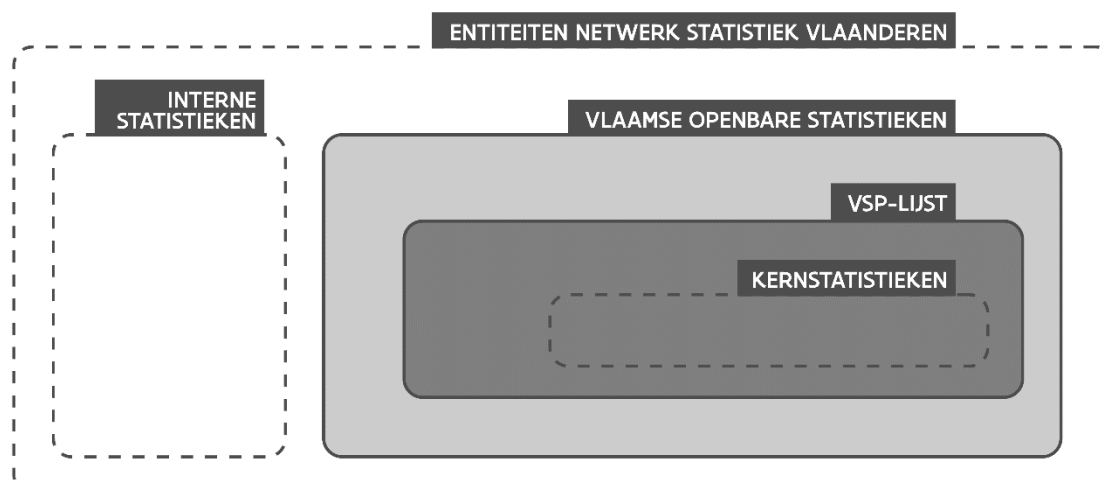 ENTITEITEN NETWERK STATISTIEK VLAANDEREN
INTERNE
STATISTIEKEN
VLAAMSE OPENBARE STATISTIEKEN
VSP-LIJST
KERNSTATISTIEKEN